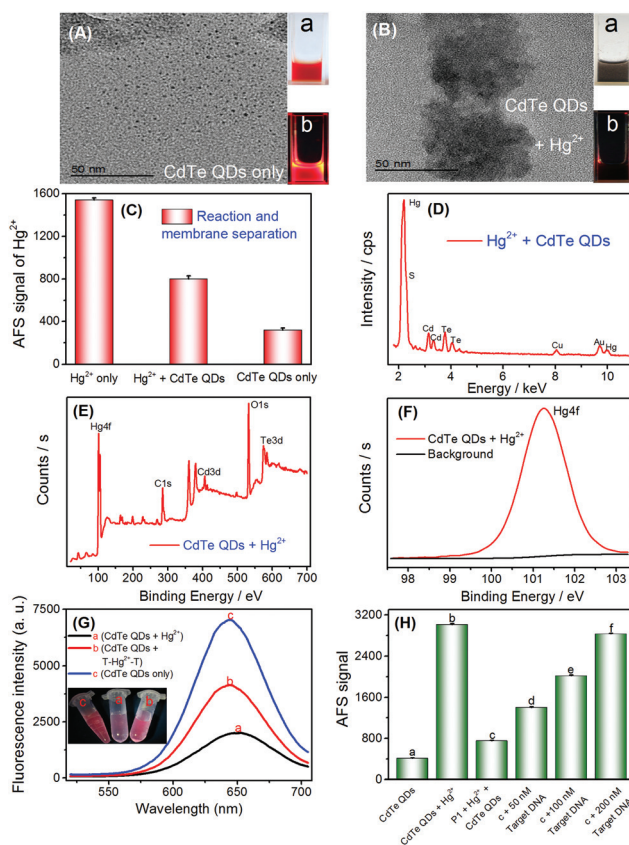 (A)
a
b
50 nm
CdTe QDs only
(B)
a
b
CdTe QDs
+ Hg²⁺
50 nm
(C)
Reaction and
membrane separation
AFS signal of Hg²⁺
1600
1200
800
400
0
Hg²⁺ only
Hg²⁺ + CdTe QDs
CdTe QDs only
(D)
Hg²⁺ + CdTe QDs
Intensity / cps
Hg
S
Cd
Cd
Te
Te
Cu
Au
Hg
2
4
6
8
10
Energy / keV
(E)
Counts / s
Hg4f
C1s
Cd3d
O1s
Te3d
CdTe QDs + Hg²⁺
100
200
300
400
500
600
700
Binding Energy / eV
(F)
Hg4f
CdTe QDs + Hg²⁺
Background
Counts / s
98
99
100
101
102
103
Binding Energy / eV
(G)
a (CdTe QDs + Hg²⁺)
b (CdTe QDs +
T-Hg²⁺-T)
c (CdTe QDs only)
Fluorescence intensity (a. u.)
7500
5000
2500
0
c
a
b
c
b
a
550
600
650
700
Wavelength (nm)
(H)
AFS signal
3200
2400
1600
800
0
a
b
c
d
e
f
CdTe QDs
CdTe QDs + Hg²⁺
P1 + Hg²⁺ +
CdTe QDs
c + 50 nM
Target DNA
c + 100 nM
Target DNA
c + 200 nM
Target DNA